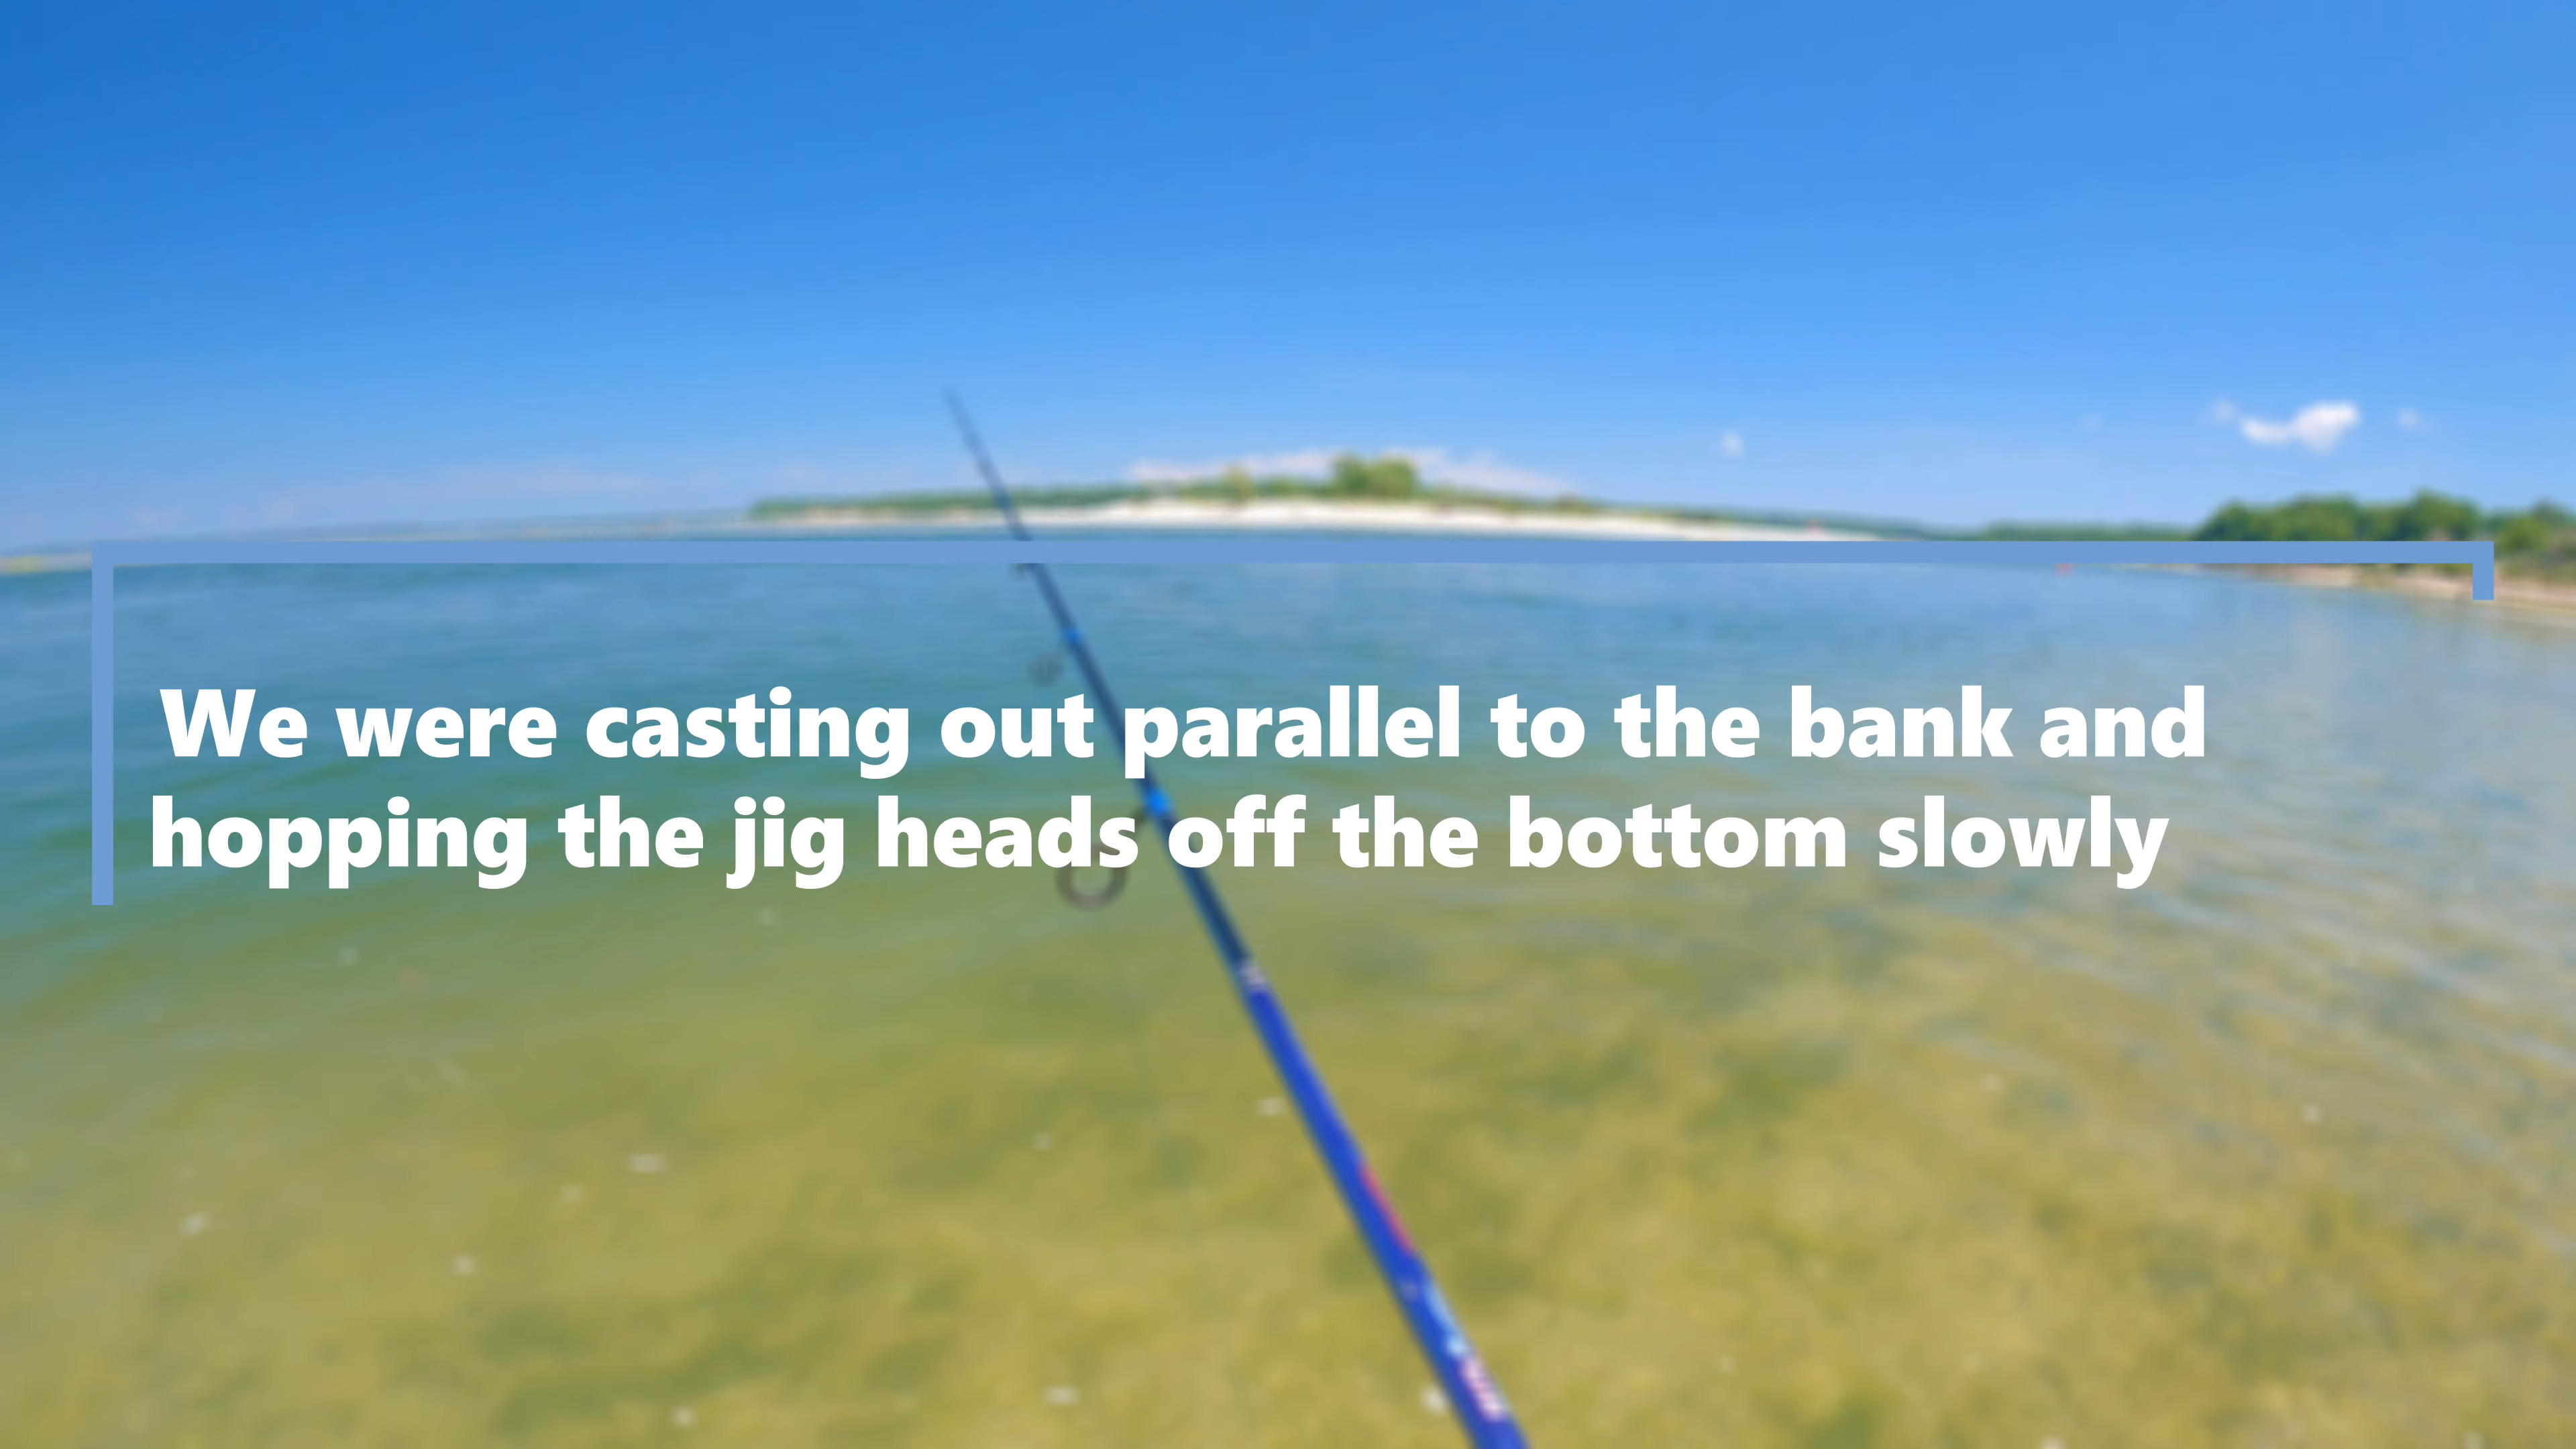 We were casting out parallel to the bank and
hopping the jig heads off the bottom slowly